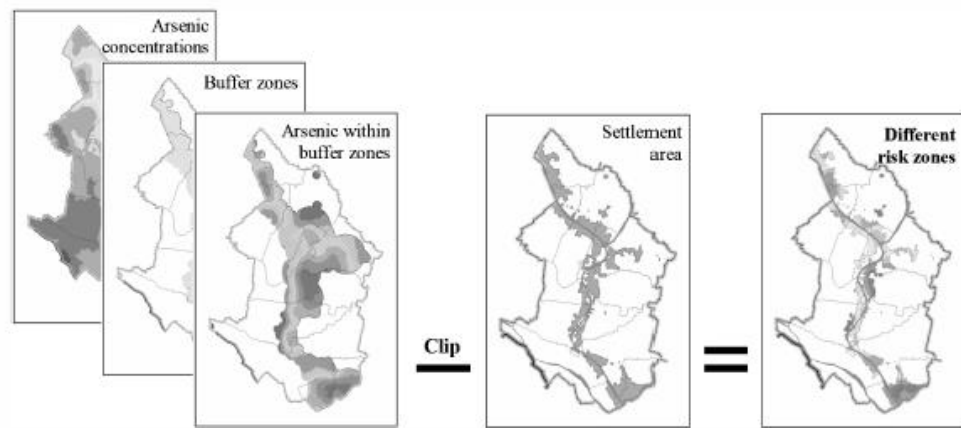 Arsenic
concentrations
Buffer zones
Arsenic within
buffer zones
Clip
Settlement
area
Different
risk zones